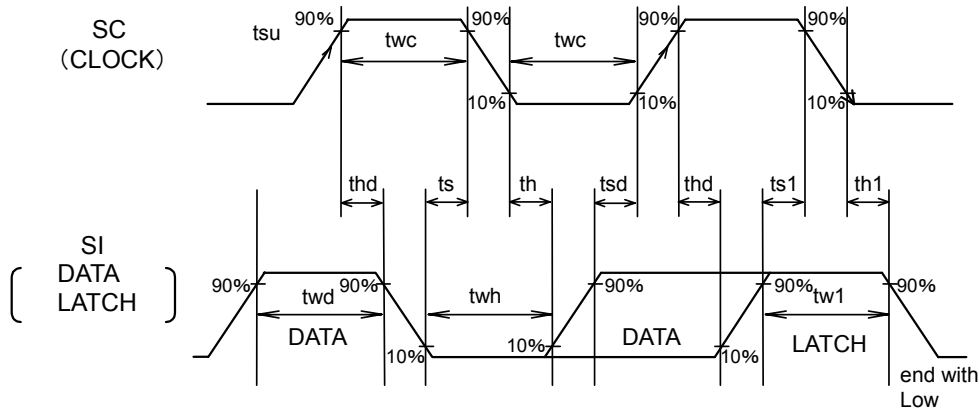 90%
90%
90%
90%
SC
tsu
twc
twc
（CLOCK）
10%
10%
10%
thd
ts
th
tsd
thd
ts1
th1
SI
DATA
LATCH
90%
twd
90%
twh
90%
90%
tw1
90%
DATA
10%
10%
DATA
10%
LATCH
end with
Low